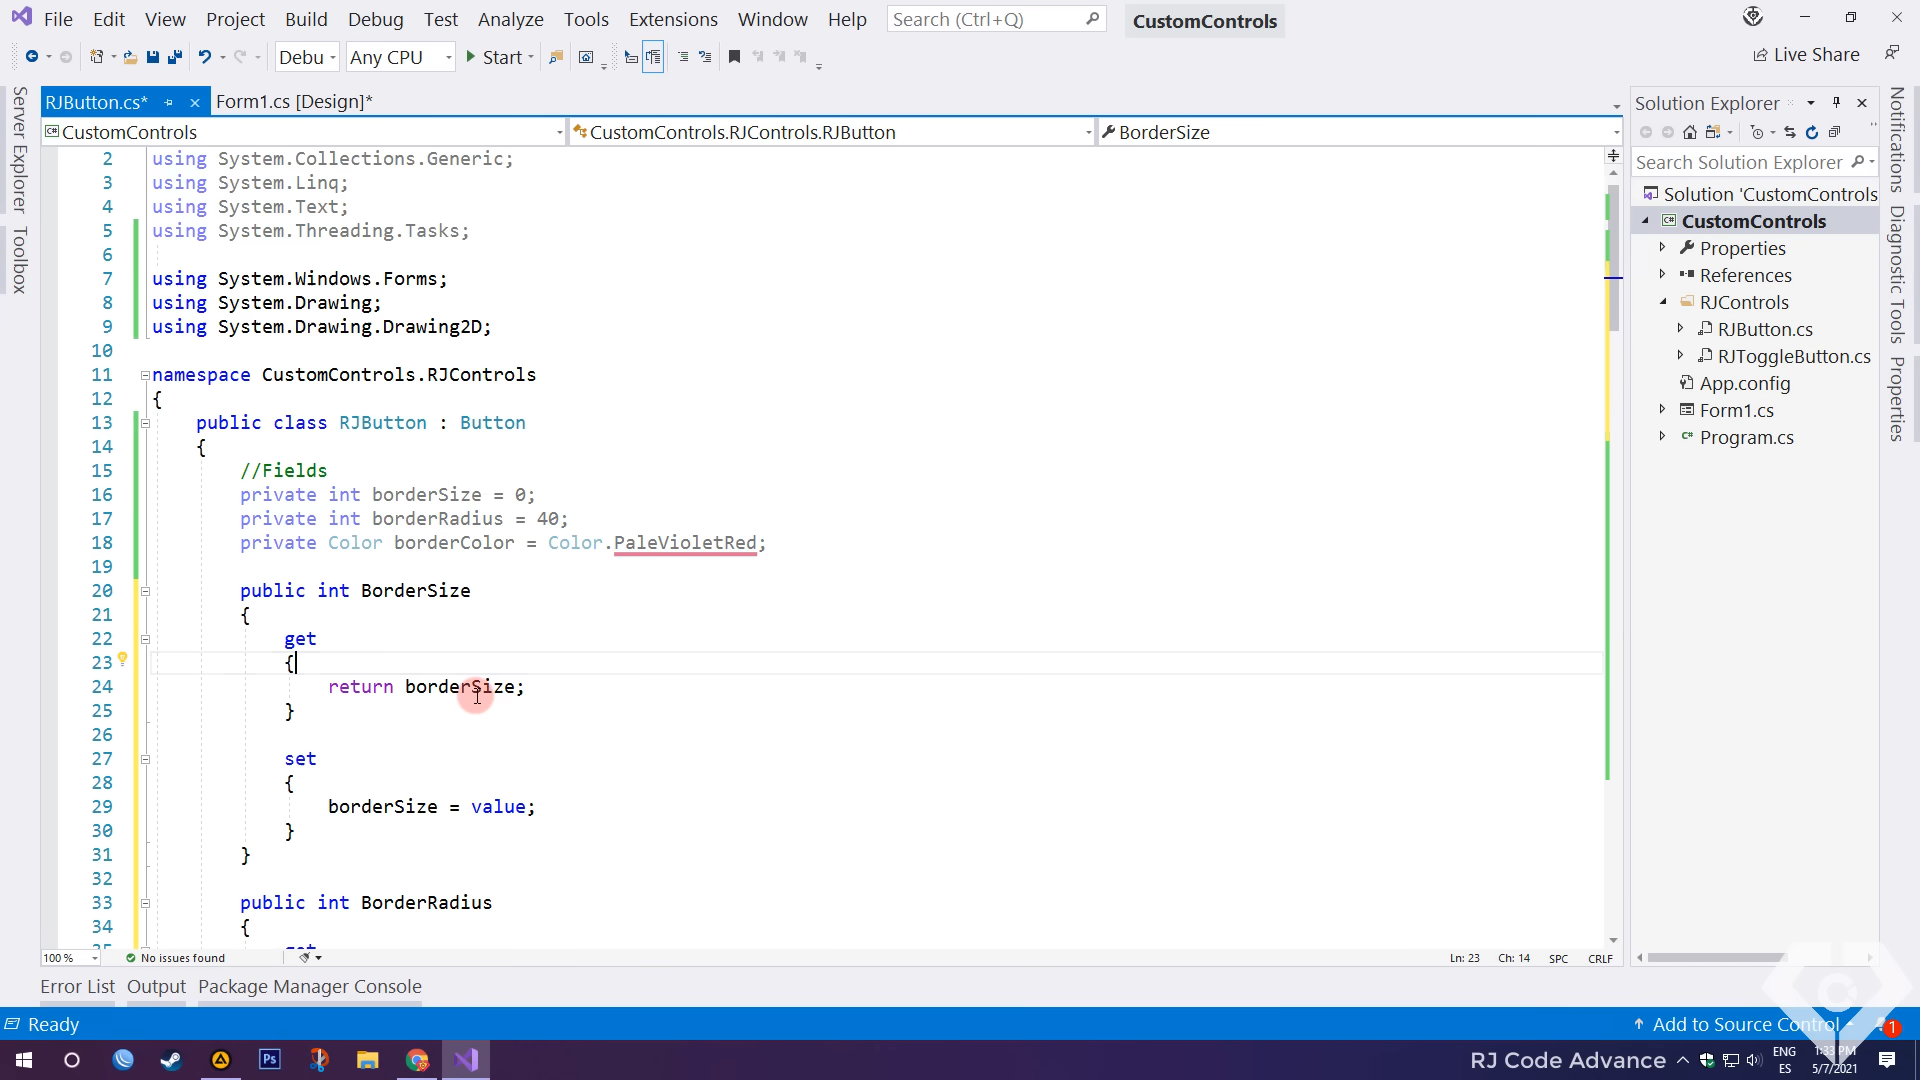 File Edit View Project Build Debug Test Analyze Tools Extensions Window Help Search (Ctrl+Q) CustomControls
Debu Any CPU Start Live Share
RJButton.cs* Form1.cs [Design]*
CustomControls CustomControls.RJControls.RJButton BorderSize
2 using System.Collections.Generic;
3 using System.Linq;
4 using System.Text;
5 using System.Threading.Tasks;
6
7 using System.Windows.Forms;
8 using System.Drawing;
9 using System.Drawing.Drawing2D;
10
11 namespace CustomControls.RJControls
12 {
13 public class RJButton : Button
14 {
15 //Fields
16 private int borderSize = 0;
17 private int borderRadius = 40;
18 private Color borderColor = Color.PaleVioletRed;
19
20 public int BorderSize
21 {
22 get
23 {
24 return borderSize;
25 }
26
27 set
28 {
29 borderSize = value;
30 }
31 }
32
33 public int BorderRadius
34 {
35 get
100 % No issues found Ln: 23 Ch: 14 SPC CRLF
Server Explorer
Toolbox
Solution Explorer
Search Solution Explorer
Solution 'CustomControls
CustomControls
Properties
References
RJControls
RJButton.cs
RJToggleButton.cs
App.config
Form1.cs
Program.cs
Notifications
Diagnostic Tools
Properties
Error List Output Package Manager Console
Ready Add to Source Control 1
Ps RJ Code Advance ENG 1:33 PM
ES 5/7/2021